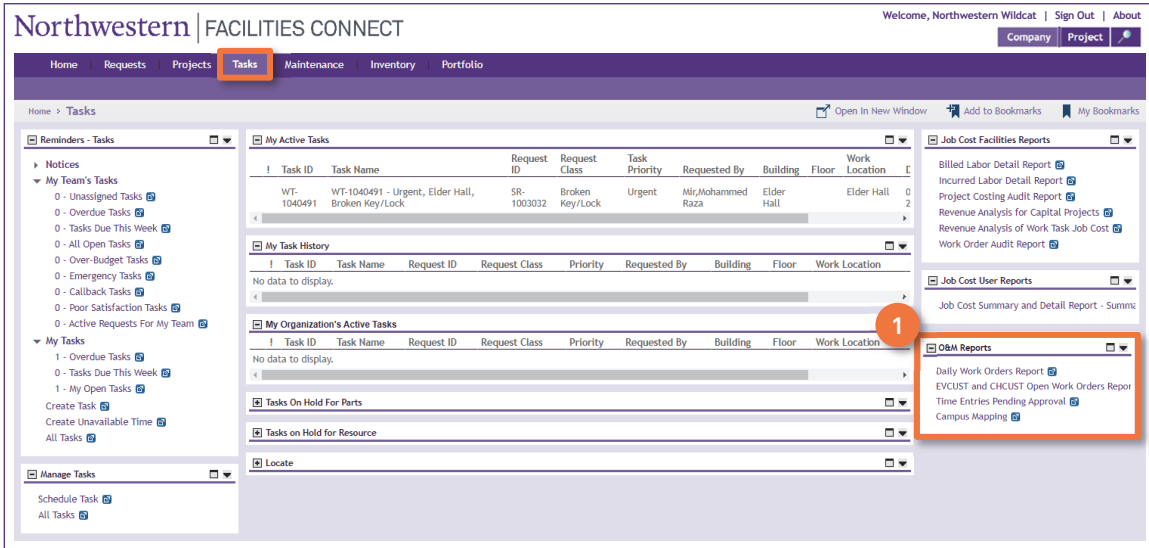 Welcome, Northwestern Wildcat | Sign Out | About
Northwestern | FACILITIES CONNECT
Company Project
Home Requests Projects Tasks Maintenance Inventory Portfolio
Home > Tasks
Open In New Window Add to Bookmarks My Bookmarks
Reminders - Tasks
Notices
My Team's Tasks
0 - Unassigned Tasks
0 - Overdue Tasks
0 - Tasks Due This Week
0 - All Open Tasks
0 - Over-Budget Tasks
0 - Emergency Tasks
0 - Callback Tasks
0 - Poor Satisfaction Tasks
0 - Active Requests For My Team
My Tasks
1 - Overdue Tasks
0 - Tasks Due This Week
1 - My Open Tasks
Create Task
Create Unavailable Time
All Tasks
Manage Tasks
Schedule Task
All Tasks
My Active Tasks
! Task ID Task Name Request ID Request Class Task Priority Requested By Building Floor Work Location
WT-1040491 WT-1040491 - Urgent, Elder Hall, Broken Key/Lock SR-1003032 Broken Key/Lock Urgent Mir,Mohammed Raza Elder Hall Elder Hall
My Task History
! Task ID Task Name Request ID Request Class Priority Requested By Building Floor Work Location
No data to display.
My Organization's Active Tasks
! Task ID Task Name Request ID Request Class Priority Requested By Building Floor Work Location
No data to display.
Tasks On Hold For Parts
Tasks on Hold for Resource
Locate
Job Cost Facilities Reports
Billed Labor Detail Report
Incurred Labor Detail Report
Project Costing Audit Report
Revenue Analysis for Capital Projects
Revenue Analysis of Work Task Job Cost
Work Order Audit Report
Job Cost User Reports
Job Cost Summary and Detail Report - Summa
1
O&M Reports
Daily Work Orders Report
EVCUST and CHCUST Open Work Orders Repor
Time Entries Pending Approval
Campus Mapping